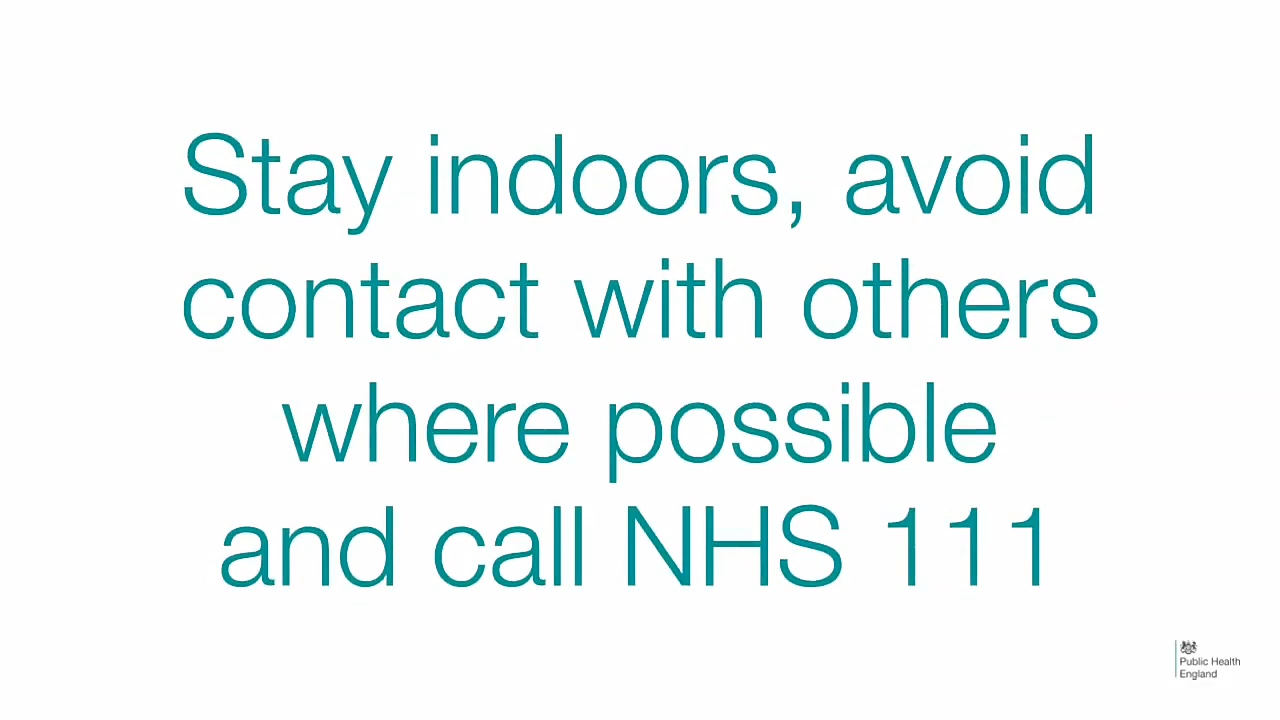 Stay indoors, avoid
contact with others
where possible
and call NHS 111
Public Health
England